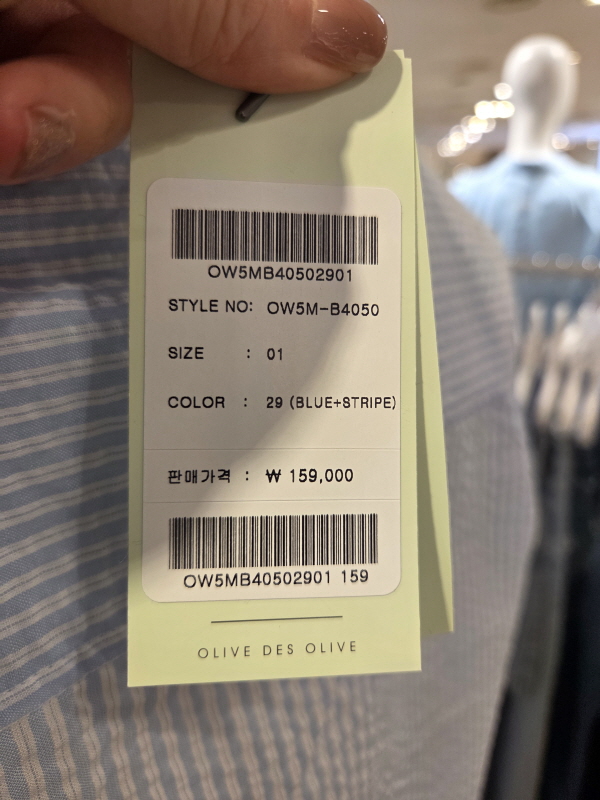 OW5MB40502901
STYLE NO: OW5M-B4050
SIZE : 01
COLOR : 29 (BLUE+STRIPE)
판매가격 : ₩ 159,000
OW5MB40502901 159
OLIVE DES OLIVE